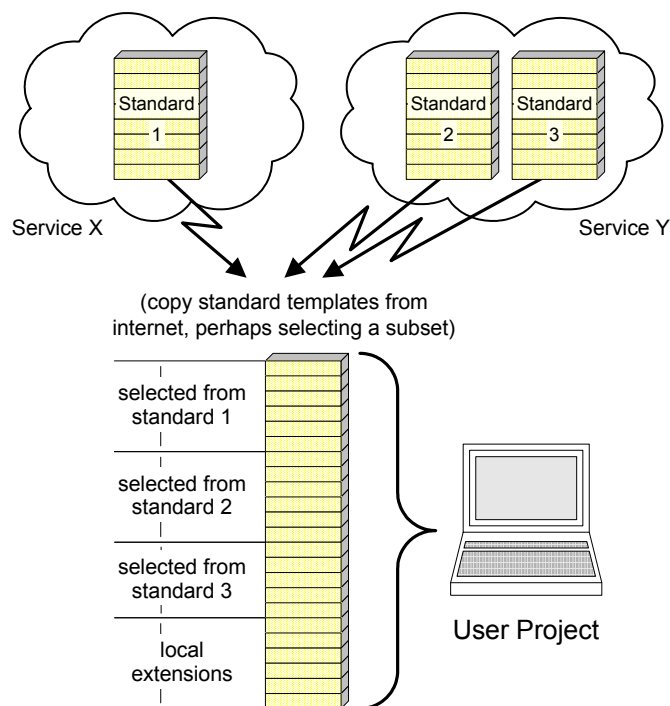 Standard
1
Standard
2
Standard
3
Service X
Service Y
(copy standard templates from
internet, perhaps selecting a subset)
selected from
standard 1
selected from
standard 2
selected from
standard 3
local
extensions
User Project